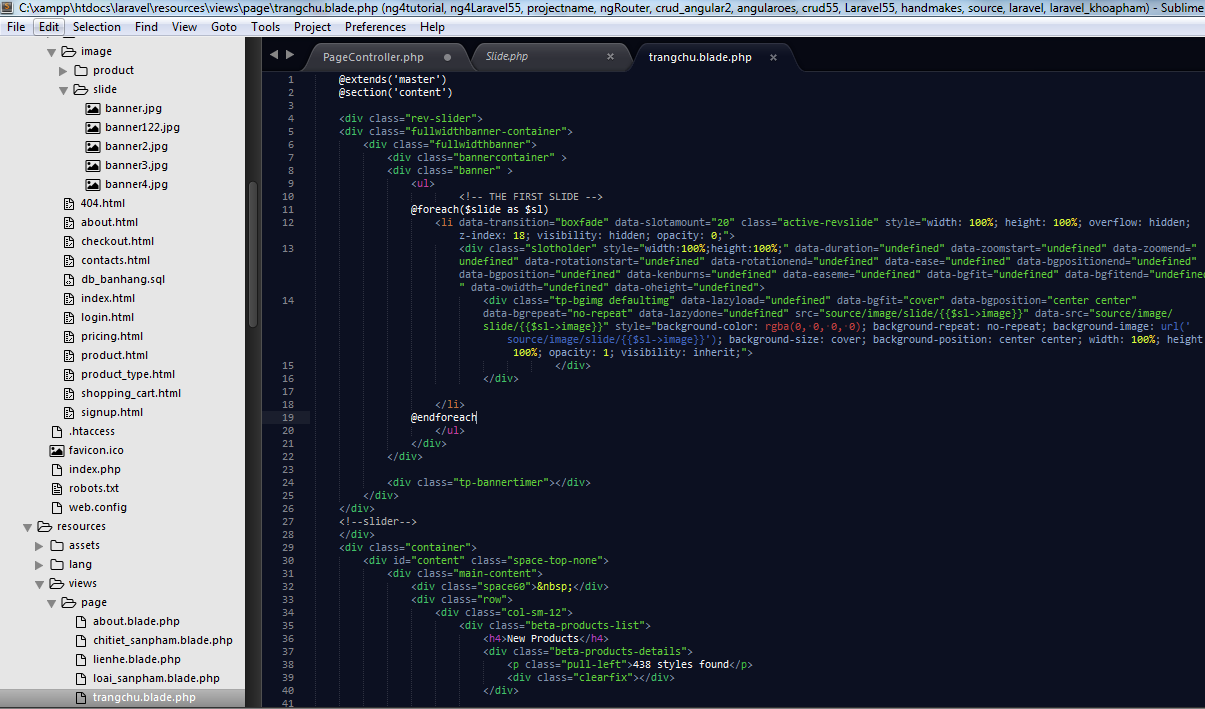 C:\xampp\htdocs\laravel\resources\views\page\trangchu.blade.php (ng4tutorial, ng4Laravel55, projectname, ngRouter, crud_angular2, angularoes, crud55, Laravel55, handmakes, source, laravel, laravel_khoapham) - Sublime
File Edit Selection Find View Goto Tools Project Preferences Help
image
product
slide
banner.jpg
banner122.jpg
banner2.jpg
banner3.jpg
banner4.jpg
404.html
about.html
checkout.html
contacts.html
db_banhang.sql
index.html
login.html
pricing.html
product.html
product_type.html
shopping_cart.html
signup.html
.htaccess
favicon.ico
index.php
robots.txt
web.config
resources
assets
lang
views
page
about.blade.php
chitiet_sanpham.blade.php
lienhe.blade.php
loai_sanpham.blade.php
trangchu.blade.php
PageController.php
Slide.php
trangchu.blade.php
1 @extends('master')
2 @section('content')
3
4 <div class="rev-slider">
5 <div class="fullwidthbanner-container">
6 <div class="fullwidthbanner">
7 <div class="bannercontainer" >
8 <div class="banner" >
9 <ul>
10 <!-- THE FIRST SLIDE -->
11 @foreach($slide as $sl)
12 <li data-transition="boxfade" data-slotamount="20" class="active-revslide" style="width: 100%; height: 100%; overflow: hidden;
z-index: 18; visibility: hidden; opacity: 0;">
13 <div class="slotholder" style="width:100%;height:100%;" data-duration="undefined" data-zoomstart="undefined" data-zoomend="
undefined" data-rotationstart="undefined" data-rotationend="undefined" data-ease="undefined" data-bgpositionend="undefined"
data-bgposition="undefined" data-kenburns="undefined" data-easeme="undefined" data-bgfit="undefined" data-bgfitend="undefined
" data-owidth="undefined" data-oheight="undefined">
14 <div class="tp-bgimg defaultimg" data-lazyload="undefined" data-bgfit="cover" data-bgposition="center center"
data-bgrepeat="no-repeat" data-lazydone="undefined" src="source/image/slide/{{$sl->image}}" data-src="source/image/
slide/{{$sl->image}}" style="background-color: rgba(0, 0, 0, 0); background-repeat: no-repeat; background-image: url('
source/image/slide/{{$sl->image}}'); background-size: cover; background-position: center center; width: 100%; height
100%; opacity: 1; visibility: inherit;">
15 </div>
16 </div>
17
18 </li>
19 @endforeach
20 </ul>
21 </div>
22 </div>
23
24 <div class="tp-bannertimer"></div>
25 </div>
26 </div>
27 <!--slider-->
28 </div>
29 <div class="container">
30 <div id="content" class="space-top-none">
31 <div class="main-content">
32 <div class="space60">&nbsp;</div>
33 <div class="row">
34 <div class="col-sm-12">
35 <div class="beta-products-list">
36 <h4>New Products</h4>
37 <div class="beta-products-details">
38 <p class="pull-left">438 styles found</p>
39 <div class="clearfix"></div>
40 </div>
41